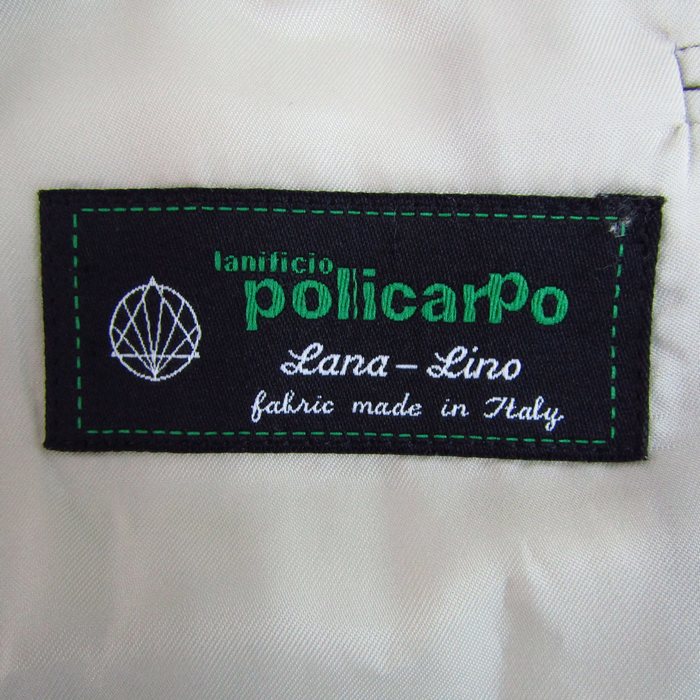 lanificio
policarpo
Lana - Lino
fabric made in Italy